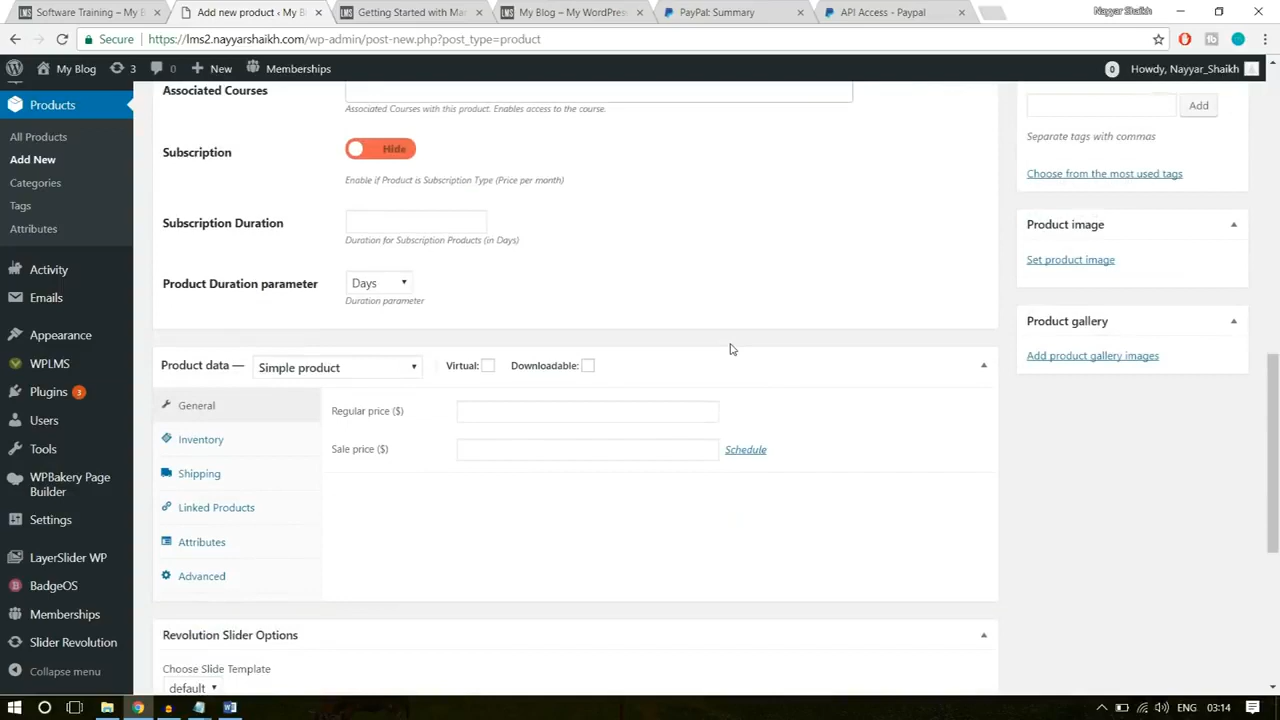 Software Training – My B
Add new product ‹ My B
Getting Started with Mar
My Blog – My WordPress
PayPal: Summary
API Access - Paypal
Nayyar Shaikh
Secure
https://lms2.nayyarshaikh.com/wp-admin/post-new.php?post_type=product
My Blog
3
0
New
Memberships
0
Howdy, Nayyar_Shaikh
Products
All Products
Add New
Categories
Tags
Attributes
Activity
Emails
Appearance
WPLMS
Plugins 3
Users
Tools
WPBakery Page
Builder
Settings
LayerSlider WP
BadgeOS
Memberships
Slider Revolution
Collapse menu
Associated Courses
Associated Courses with this product. Enables access to the course.
Subscription
Hide
Enable if Product is Subscription Type (Price per month)
Subscription Duration
Duration for Subscription Products (in Days)
Product Duration parameter
Days
Duration parameter
Product data —
Simple product
Virtual:
Downloadable:
General
Inventory
Shipping
Linked Products
Attributes
Advanced
Regular price ($)
Sale price ($)
Schedule
Revolution Slider Options
Choose Slide Template
default
Add
Separate tags with commas
Choose from the most used tags
Product image
Set product image
Product gallery
Add product gallery images
ENG
03:14